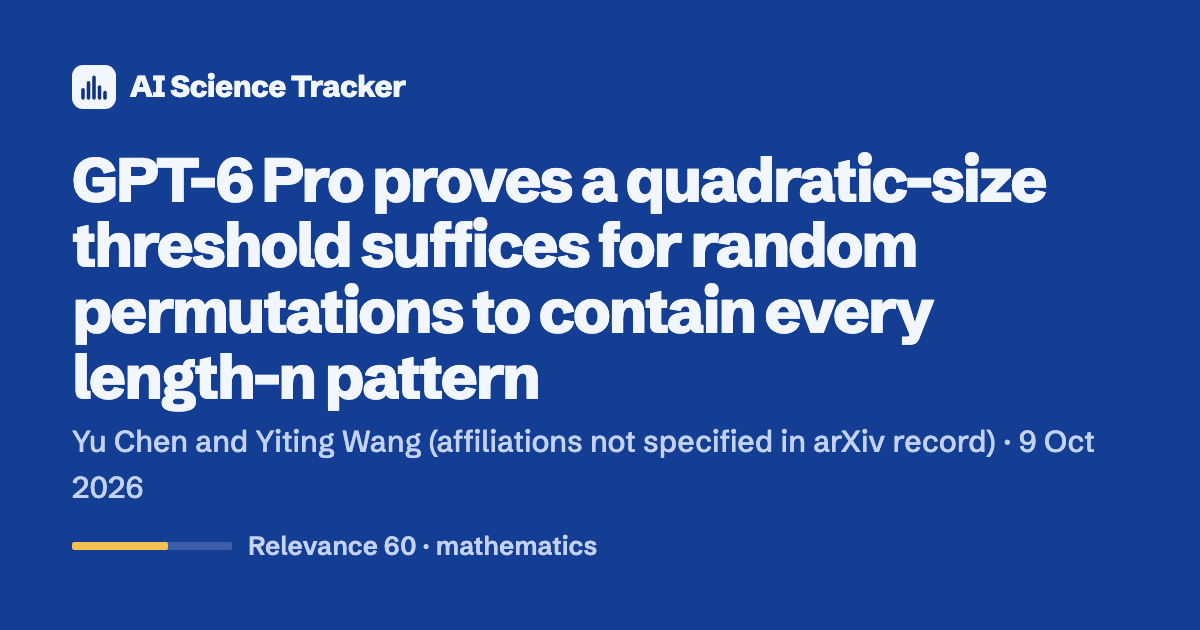 AI Science Tracker
GPT-6 Pro proves a quadratic-size
threshold suffices for random
permutations to contain every
length-n pattern
Yu Chen and Yiting Wang (affiliations not specified in arXiv record) · 9 Oct
2026
Relevance 60 · mathematics